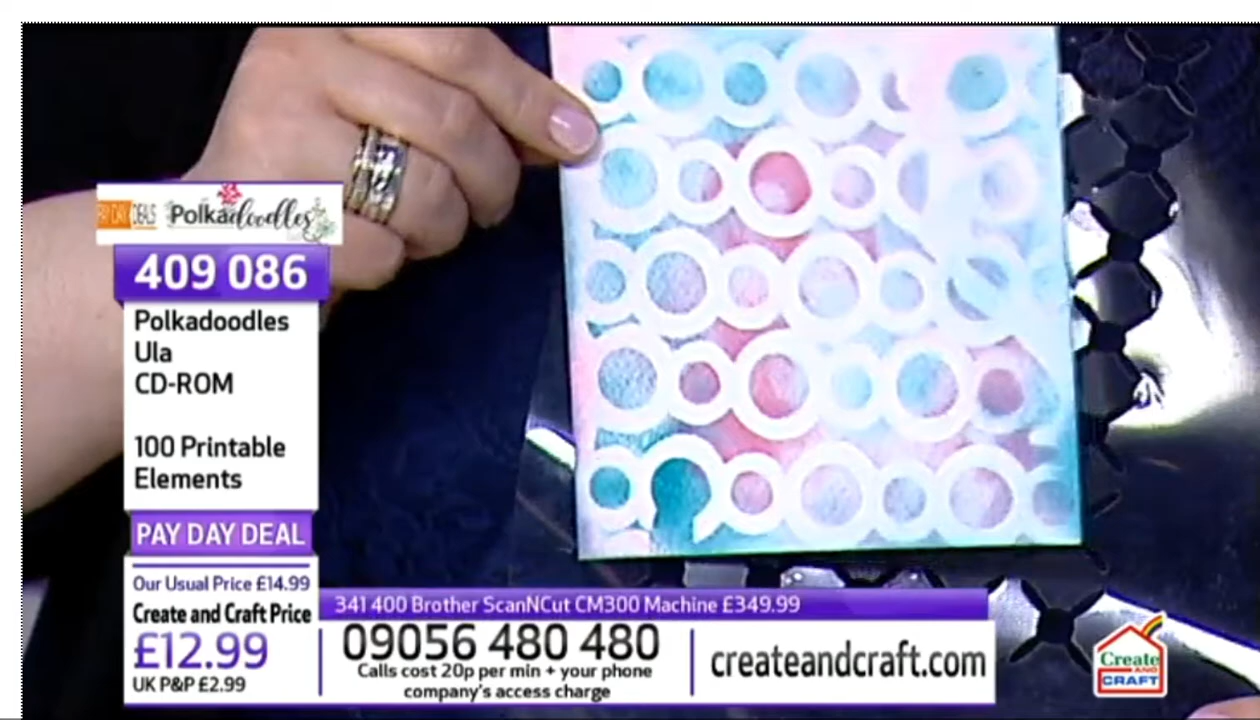 PAY DAY DEALS Polkadoodles
409 086
Polkadoodles
Ula
CD-ROM
100 Printable
Elements
PAY DAY DEAL
Our Usual Price £14.99
Create and Craft Price
£12.99
UK P&P £2.99
341 400 Brother ScanNCut CM300 Machine £349.99
09056 480 480
Calls cost 20p per min + your phone
company's access charge
createandcraft.com
Create
AND
CRAFT